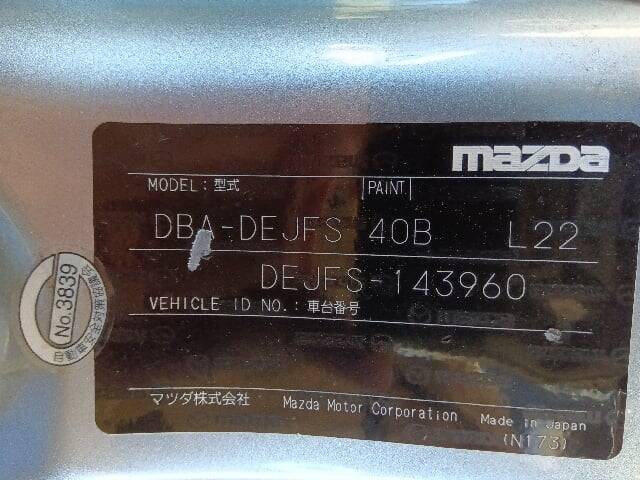 mazda
MODEL : 型式 PAINT
DBA-DEJFS 40B L22
DEJFS-143960
VEHICLE ID NO. : 車台番号
No.3839
マツダ株式会社 Mazda Motor Corporation Made in Japan
(N173)